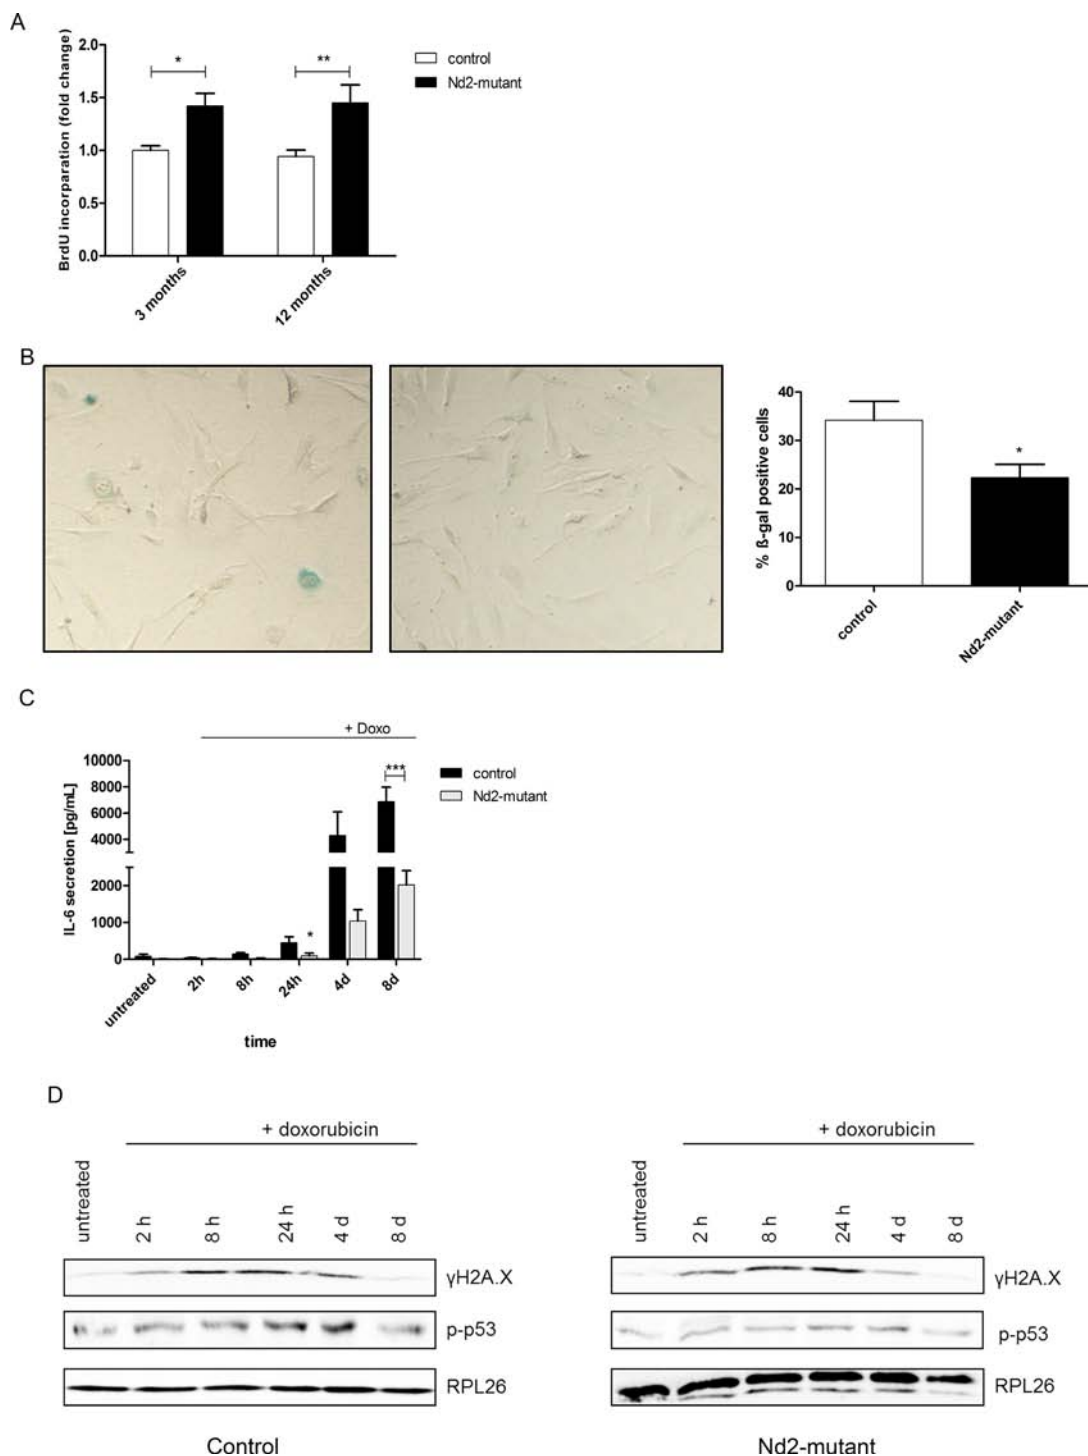 A
BrdU incorparation (fold change)
2.0
1.5
1.0
0.5
0.0
*
**
3 months
12 months
control
Nd2-mutant
B
% ß-gal positive cells
40
30
20
10
0
*
control
Nd2-mutant
C
+ Doxo
IL-6 secretion [pg/mL]
10000
8000
6000
4000
2000
1000
0
*
***
untreated
2h
8h
24h
4d
8d
time
control
Nd2-mutant
D
+ doxorubicin
untreated
2 h
8 h
24 h
4 d
8 d
γH2A.X
p-p53
RPL26
Control
+ doxorubicin
untreated
2 h
8 h
24 h
4 d
8 d
γH2A.X
p-p53
RPL26
Nd2-mutant